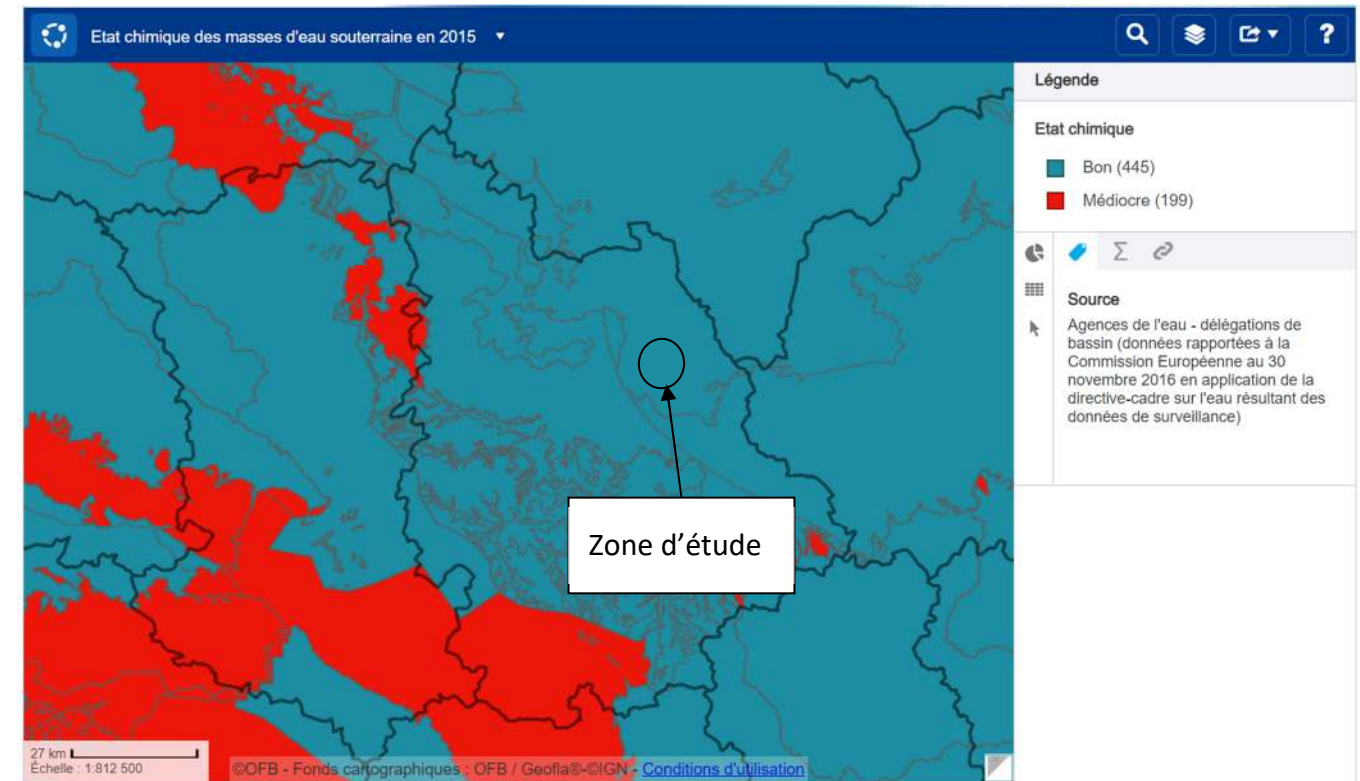 Etat chimique des masses d'eau souterraine en 2015
?
Légende
Etat chimique
Bon (445)
Médiocre (199)
Σ
Source
Agences de l'eau - délégations de
bassin (données rapportées à la
Commission Européenne au 30
novembre 2016 en application de la
directive-cadre sur l'eau résultant des
données de surveillance)
Zone d'étude
27 km
Échelle : 1:812 500
©OFB - Fonds cartographiques : OFB / Geofla®-©IGN - Conditions d'utilisation